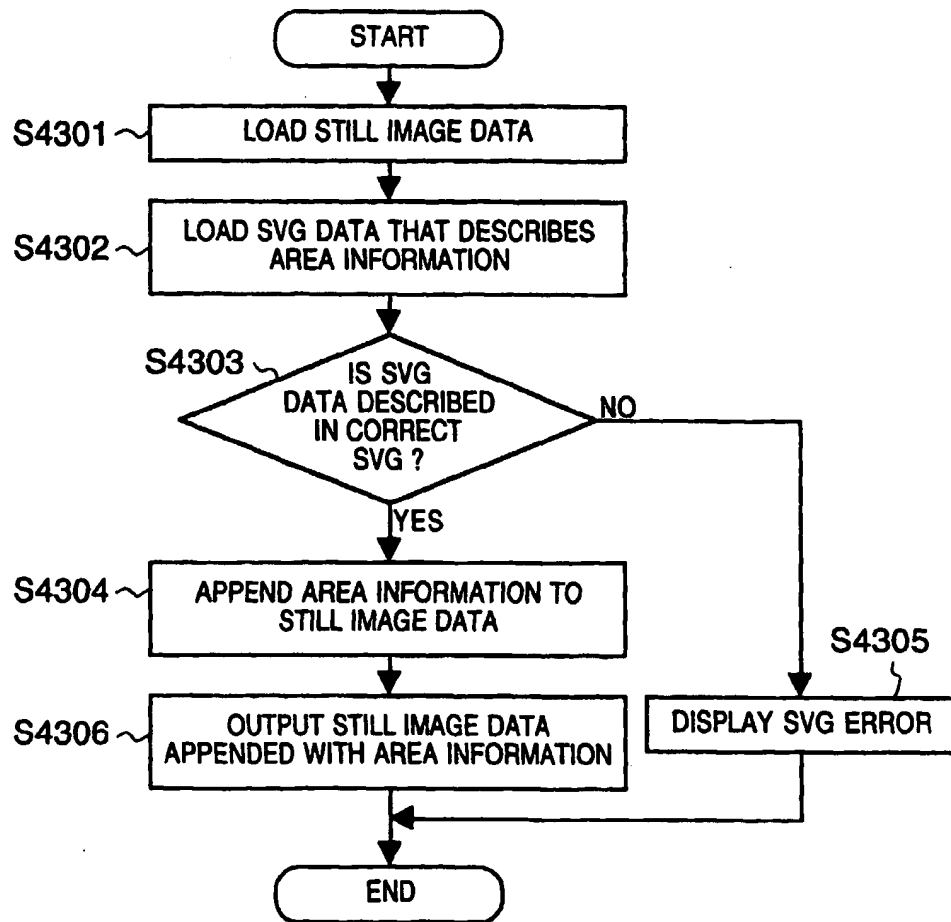 START
S4301
LOAD STILL IMAGE DATA
S4302
LOAD SVG DATA THAT DESCRIBES
AREA INFORMATION
S4303
IS SVG
DATA DESCRIBED
IN CORRECT
SVG ?
NO
YES
S4304
APPEND AREA INFORMATION TO
STILL IMAGE DATA
S4305
DISPLAY SVG ERROR
S4306
OUTPUT STILL IMAGE DATA
APPENDED WITH AREA INFORMATION
END